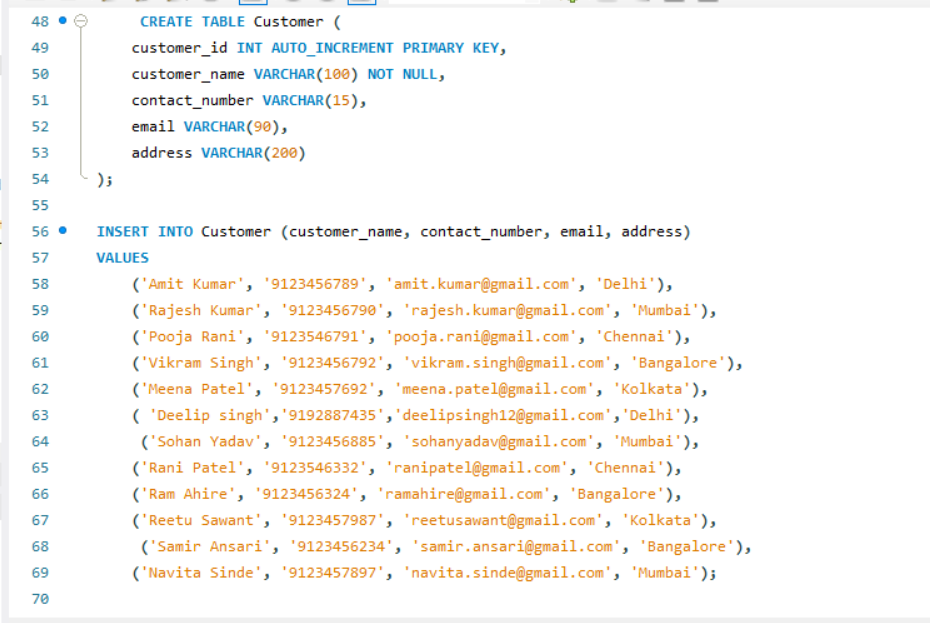 48 CREATE TABLE Customer (
49 customer_id INT AUTO_INCREMENT PRIMARY KEY,
50 customer_name VARCHAR(100) NOT NULL,
51 contact_number VARCHAR(15),
52 email VARCHAR(90),
53 address VARCHAR(200)
54 );
55
56 INSERT INTO Customer (customer_name, contact_number, email, address)
57 VALUES
58 ('Amit Kumar', '9123456789', 'amit.kumar@gmail.com', 'Delhi'),
59 ('Rajesh Kumar', '9123456790', 'rajesh.kumar@gmail.com', 'Mumbai'),
60 ('Pooja Rani', '9123546791', 'pooja.rani@gmail.com', 'Chennai'),
61 ('Vikram Singh', '9123456792', 'vikram.singh@gmail.com', 'Bangalore'),
62 ('Meena Patel', '9123457692', 'meena.patel@gmail.com', 'Kolkata'),
63 ( 'Deelip singh','9192887435','deelipsingh12@gmail.com','Delhi'),
64 ('Sohan Yadav', '9123456885', 'sohanyadav@gmail.com', 'Mumbai'),
65 ('Rani Patel', '9123546332', 'ranipatel@gmail.com', 'Chennai'),
66 ('Ram Ahire', '9123456324', 'ramahire@gmail.com', 'Bangalore'),
67 ('Reetu Sawant', '9123457987', 'reetusawant@gmail.com', 'Kolkata'),
68 ('Samir Ansari', '9123456234', 'samir.ansari@gmail.com', 'Bangalore'),
69 ('Navita Sinde', '9123457897', 'navita.sinde@gmail.com', 'Mumbai');
70